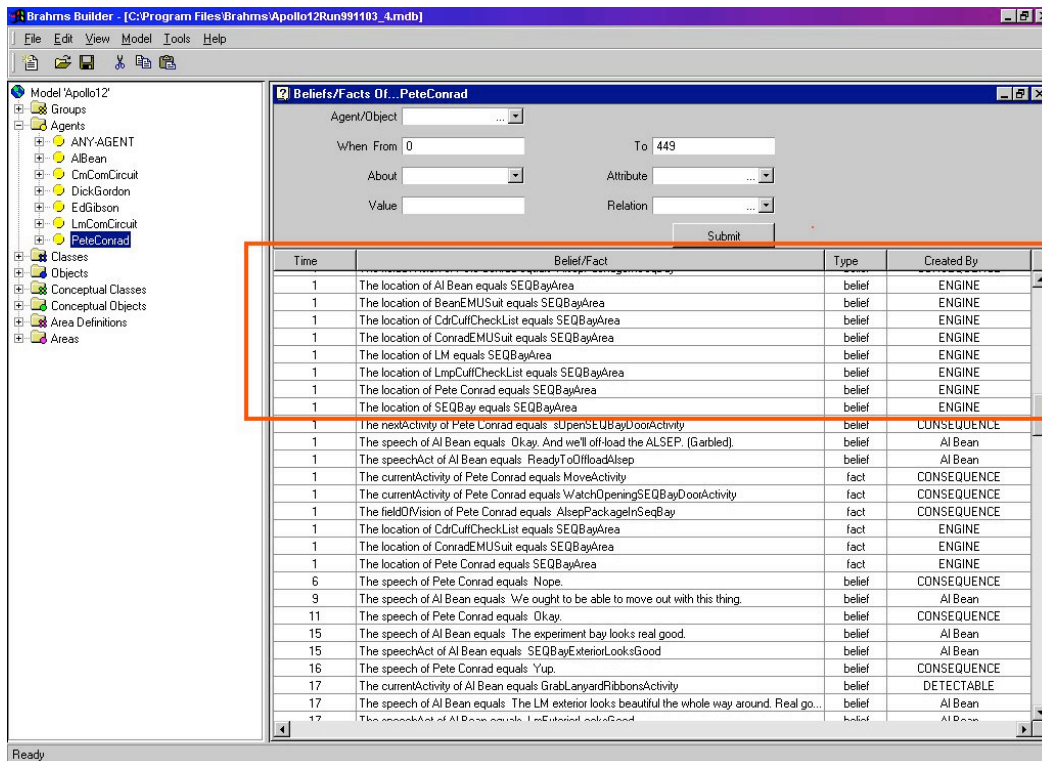 Brahms Builder - [C:\Program Files\Brahms\Apollo12Run991103_4.mdb]
File Edit View Model Tools Help
Model 'Apollo12'
Groups
Agents
ANY-AGENT
AlBean
CmComCircuit
DickGordon
EdGibson
LmComCircuit
PeteConrad
Classes
Objects
Conceptual Classes
Conceptual Objects
Area Definitions
Areas
Beliefs/Facts Of...PeteConrad
Agent/Object ...
When From 0 To 449
About Attribute ...
Value Relation ...
Submit
Time Belief/Fact Type Created By
1 The location of Al Bean equals SEQBayArea belief ENGINE
1 The location of BeanEMUSuit equals SEQBayArea belief ENGINE
1 The location of CdrCuffCheckList equals SEQBayArea belief ENGINE
1 The location of ConradEMUSuit equals SEQBayArea belief ENGINE
1 The location of LM equals SEQBayArea belief ENGINE
1 The location of LmpCuffCheckList equals SEQBayArea belief ENGINE
1 The location of Pete Conrad equals SEQBayArea belief ENGINE
1 The location of SEQBay equals SEQBayArea belief ENGINE
1 The nextActivity of Pete Conrad equals sOpenSEQBayDoorActivity belief CONSEQUENCE
1 The speech of Al Bean equals Okay. And we'll off-load the ALSEP. (Garbled). belief Al Bean
1 The speechAct of Al Bean equals ReadyToOffloadAlsep belief Al Bean
1 The currentActivity of Pete Conrad equals MoveActivity fact CONSEQUENCE
1 The currentActivity of Pete Conrad equals WatchOpeningSEQBayDoorActivity fact CONSEQUENCE
1 The fieldOfVision of Pete Conrad equals AlsepPackageInSeqBay fact CONSEQUENCE
1 The location of CdrCuffCheckList equals SEQBayArea fact ENGINE
1 The location of ConradEMUSuit equals SEQBayArea fact ENGINE
1 The location of Pete Conrad equals SEQBayArea fact ENGINE
6 The speech of Pete Conrad equals Nope. belief CONSEQUENCE
9 The speech of Al Bean equals We ought to be able to move out with this thing. belief Al Bean
11 The speech of Pete Conrad equals Okay. belief CONSEQUENCE
15 The speech of Al Bean equals The experiment bay looks real good. belief Al Bean
15 The speechAct of Al Bean equals SEQBayExteriorLooksGood belief Al Bean
16 The speech of Pete Conrad equals Yup. belief CONSEQUENCE
17 The currentActivity of Al Bean equals GrabLanyardRibbonsActivity belief DETECTABLE
17 The speech of Al Bean equals The LM exterior looks beautiful the whole way around. Real go... belief Al Bean
17 The speechAct of Al Bean equals LmExteriorLooksGood belief Al Bean
Ready